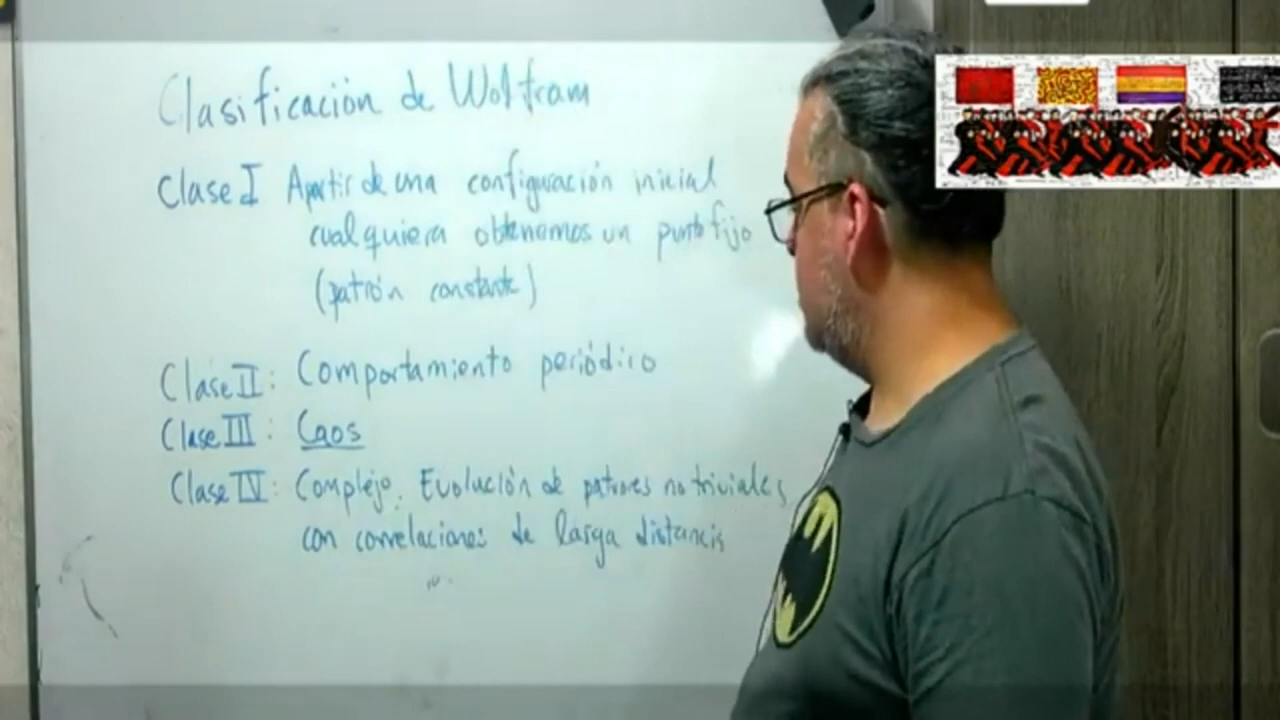 Clasificación de Wolfram
Clase I Apartir de una configuración inicial
cualquiera obtenemos un punto fijo
(patrón constante)
Clase II: Comportamiento periódico
Clase III: Caos
Clase IV: Complejo. Evolución de patrones no triviales
con correlaciones de larga distancia